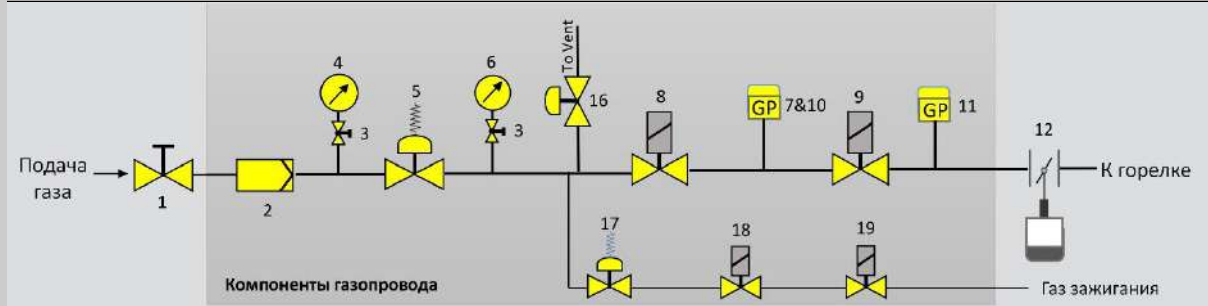 To Vent
4
6
5
16
8
9
GP
7&10
GP
11
3
3
12
Подача
газа
К горелке
1
2
17
18
19
Компоненты газопровода
Газ зажигания